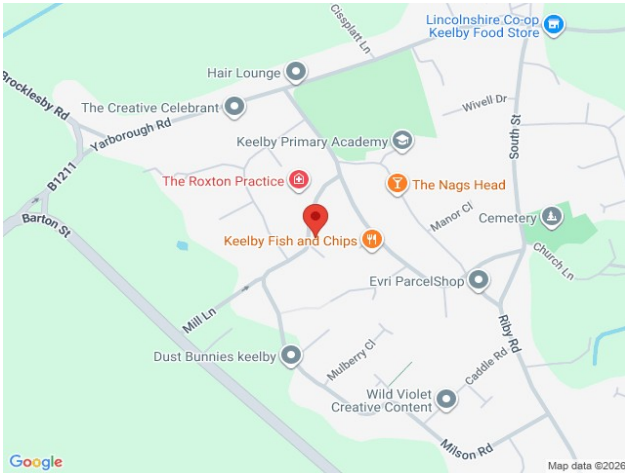 Cissplatt Ln
Lincolnshire Co-op
Keelby Food Store
Hair Lounge
Brocklesby Rd
The Creative Celebrant
Wivell Dr
Yarborough Rd
Keelby Primary Academy
South St
B1211
The Roxton Practice
The Nags Head
Barton St
Manor Cl
Cemetery
Keelby Fish and Chips
Church Ln
Evri ParcelShop
Mill Ln
Riby Rd
Dust Bunnies keelby
Mulberry Cl
Caddle Rd
Wild Violet
Creative Content
Milson Rd
Google
Map data ©2026